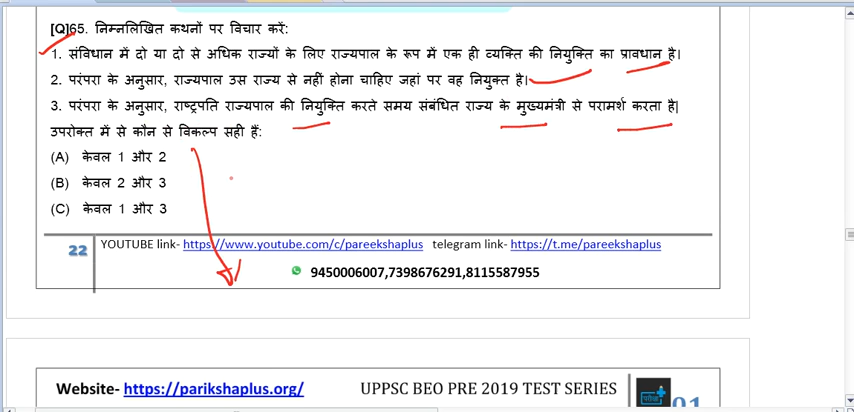 [Q]65. निम्नलिखित कथनों पर विचार करें:
1. संविधान में दो या दो से अधिक राज्यों के लिए राज्यपाल के रूप में एक ही व्यक्ति की नियुक्ति का प्रावधान है।
2. परंपरा के अनुसार, राज्यपाल उस राज्य से नहीं होना चाहिए जहां पर वह नियुक्त है।
3. परंपरा के अनुसार, राष्ट्रपति राज्यपाल की नियुक्ति करते समय संबंधित राज्य के मुख्यमंत्री से परामर्श करता है|
उपरोक्त में से कौन से विकल्प सही हैं:
(A) केवल 1 और 2
(B) केवल 2 और 3
(C) केवल 1 और 3
22 YOUTUBE link- https://www.youtube.com/c/pareekshaplus telegram link- https://t.me/pareekshaplus
9450006007,7398676291,8115587955
Website- https://parikshaplus.org/ UPPSC BEO PRE 2019 TEST SERIES 01